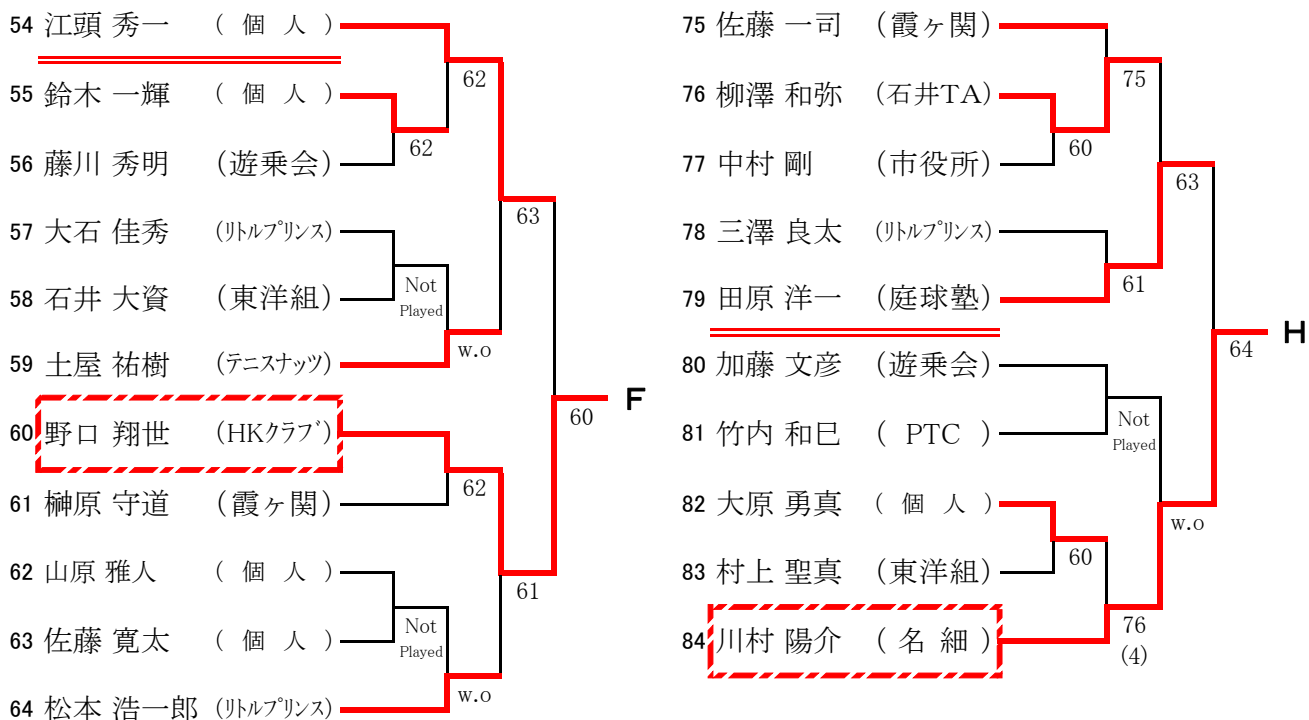 54 江頭 秀一 ( 個 人 )
62
55 鈴木 一輝 ( 個 人 )
62
56 藤川 秀明 (遊乗会)
63
57 大石 佳秀 (リトルプリンス)
Not
Played
58 石井 大資 (東洋組)
w.o
59 土屋 祐樹 (テニスナッツ)
60 F
60 野口 翔世 (HKクラブ)
62
61 榊原 守道 (霞ヶ関)
61
62 山原 雅人 ( 個 人 )
Not
Played
63 佐藤 寛太 ( 個 人 )
w.o
64 松本 浩一郎 (リトルプリンス)
75 佐藤 一司 (霞ヶ関)
75
76 柳澤 和弥 (石井TA)
60
77 中村 剛 (市役所)
63
78 三澤 良太 (リトルプリンス)
61
79 田原 洋一 (庭球塾)
64 H
80 加藤 文彦 (遊乗会)
Not
Played
81 竹内 和巳 ( PTC )
82 大原 勇真 ( 個 人 )
w.o
60
83 村上 聖真 (東洋組)
76
(4)
84 川村 陽介 ( 名 細 )